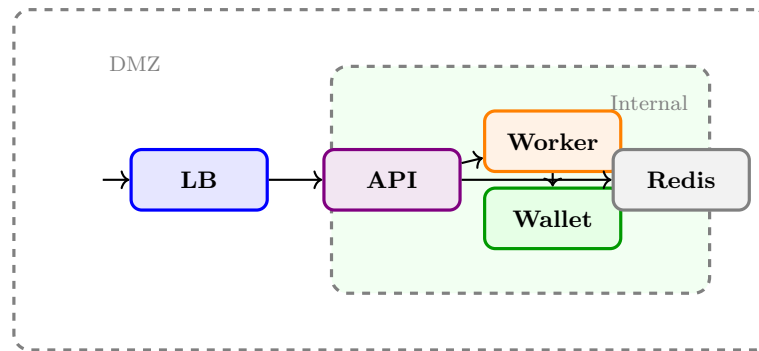 DMZ
Internal
Worker
LB
API
Redis
Wallet